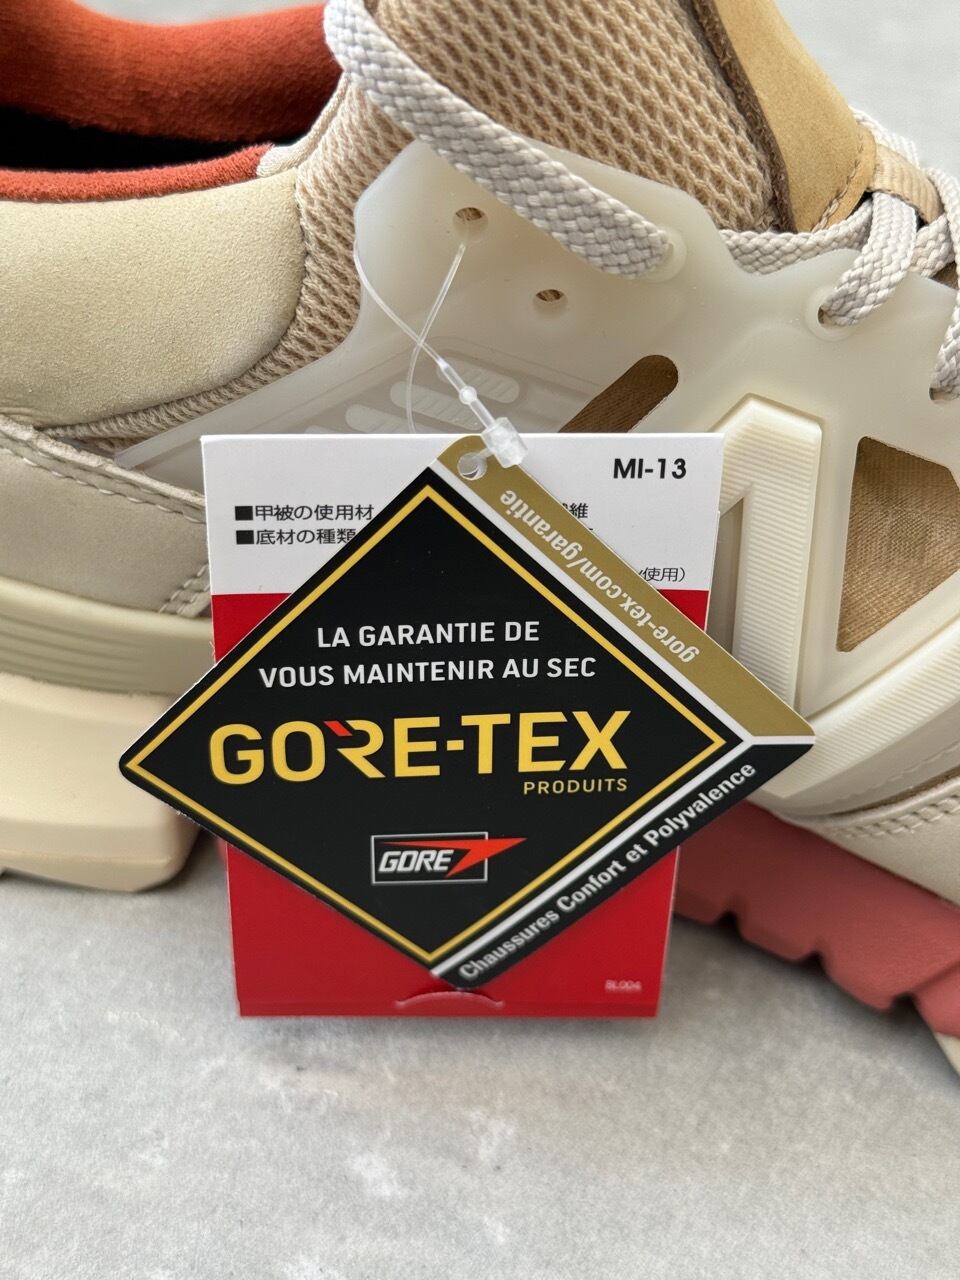 MI-13
■甲被の使用材
維
■底材の種類
使用)
gore-tex.com/garantie
LA GARANTIE DE
VOUS MAINTENIR AU SEC
GORE-TEX
PRODUITS
GORE
Chaussures Confort et Polyvalence
BL004